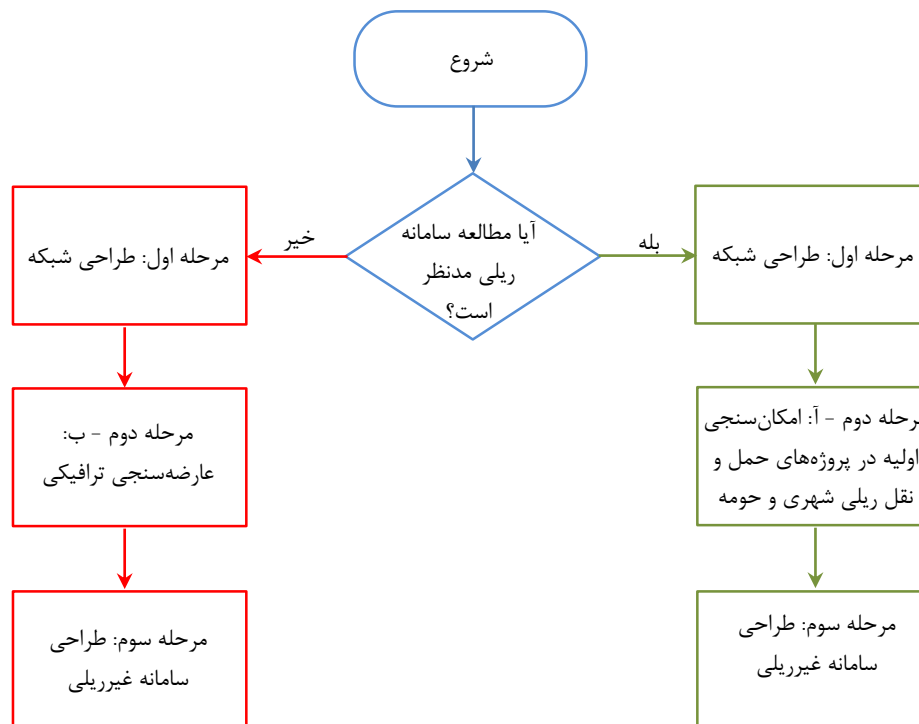 شروع
آیا مطالعه سامانه
ریلی مدنظر
است؟
بله
خیر
مرحله اول: طراحی شبکه
مرحله دوم - آ: امکان‌سنجی
اولیه در پروژه‌های حمل و
نقل ریلی شهری و حومه
مرحله سوم: طراحی
سامانه غیرریلی
مرحله اول: طراحی شبکه
مرحله دوم - ب:
عارضه‌سنجی ترافیکی
مرحله سوم: طراحی
سامانه غیرریلی